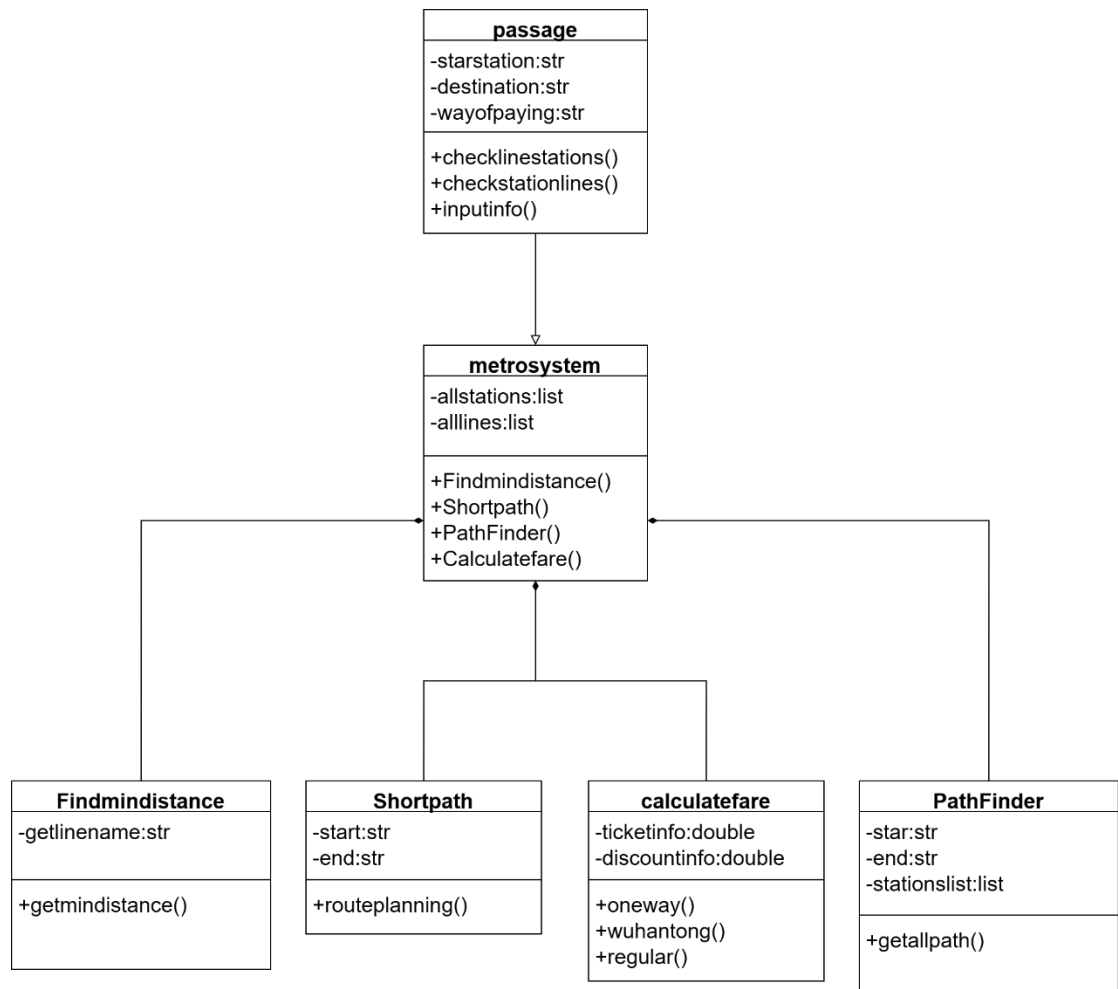 passage
-starstation:str
-destination:str
-wayofpaying:str
+checklinestations()
+checkstationlines()
+inputinfo()
metrosystem
-allstations:list
-alllines:list
+Findmindistance()
+Shortpath()
+PathFinder()
+Calculatefare()
Findmindistance
-getlinename:str
+getmindistance()
Shortpath
-start:str
-end:str
+routeplanning()
calculatefare
-ticketinfo:double
-discountinfo:double
+oneway()
+wuhantong()
+regular()
PathFinder
-star:str
-end:str
-stationslist:list
+getallpath()